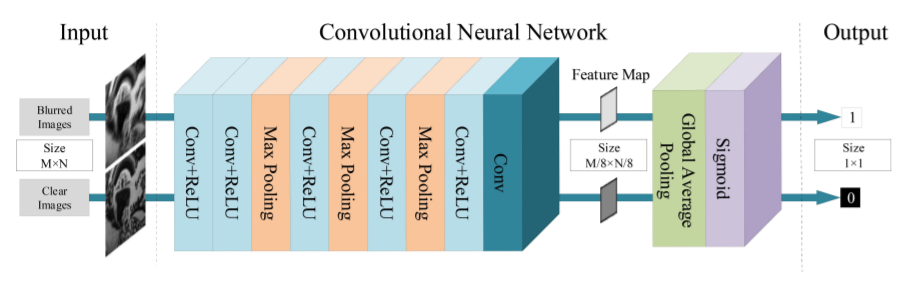 Input
Convolutional Neural Network
Output
Blurred
Images
Size
M×N
Clear
Images
Conv+ReLU
Conv+ReLU
Max Pooling
Conv+ReLU
Max Pooling
Conv+ReLU
Max Pooling
Conv+ReLU
Conv
Feature Map
Size
M/8×N/8
Global Average
Pooling
Sigmoid
1
Size
1×1
0